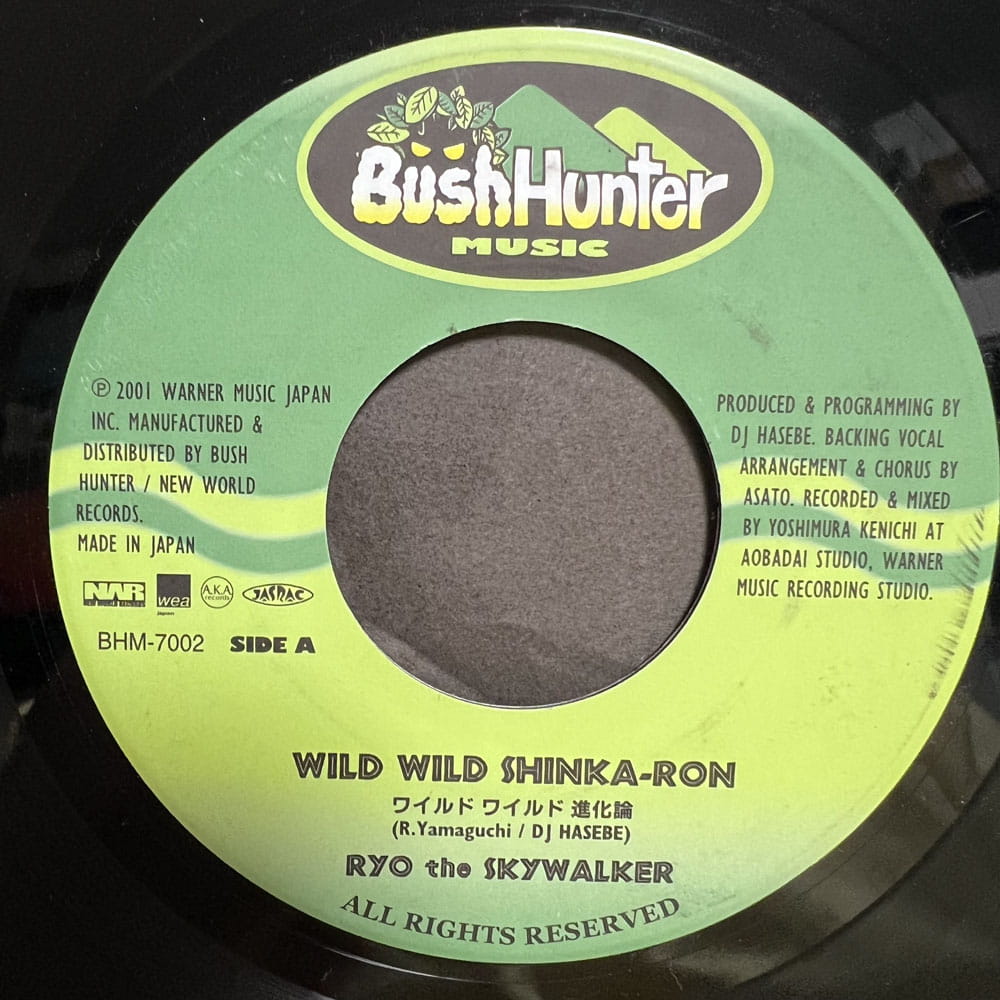 BushHunter
MUSIC
℗ 2001 WARNER MUSIC JAPAN
INC. MANUFACTURED &
DISTRIBUTED BY BUSH
HUNTER / NEW WORLD
RECORDS.
MADE IN JAPAN
NAR
wea
japan
A.K.A
records
JASRAC
BHM-7002 SIDE A
PRODUCED & PROGRAMMING BY
DJ HASEBE. BACKING VOCAL
ARRANGEMENT & CHORUS BY
ASATO. RECORDED & MIXED
BY YOSHIMURA KENICHI AT
AOBADAI STUDIO, WARNER
MUSIC RECORDING STUDIO.
WILD WILD SHINKA-RON
ワイルド ワイルド 進化論
(R.Yamaguchi / DJ HASEBE)
RYO the SKYWALKER
ALL RIGHTS RESERVED